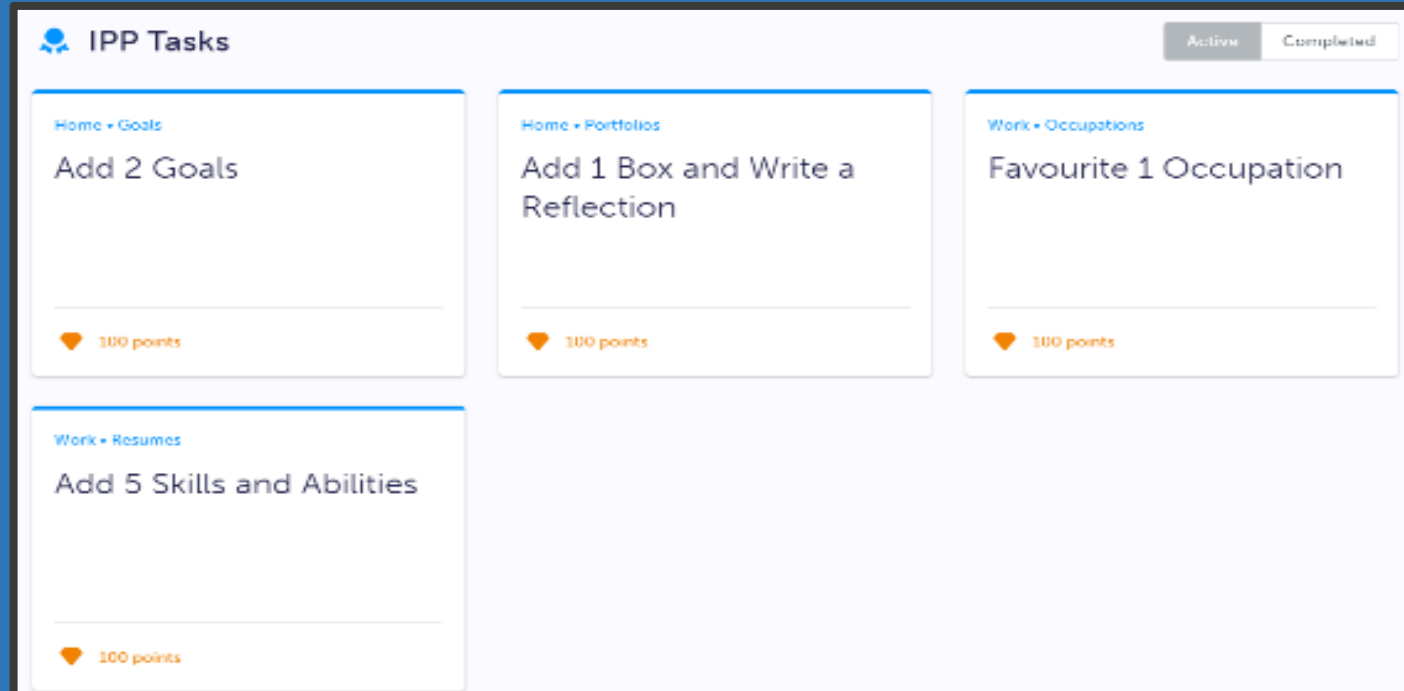 IPP Tasks
Active Completed
Home • Goals
Add 2 Goals
100 points
Home • Portfolios
Add 1 Box and Write a
Reflection
100 points
Work • Occupations
Favourite 1 Occupation
100 points
Work • Resumes
Add 5 Skills and Abilities
100 points